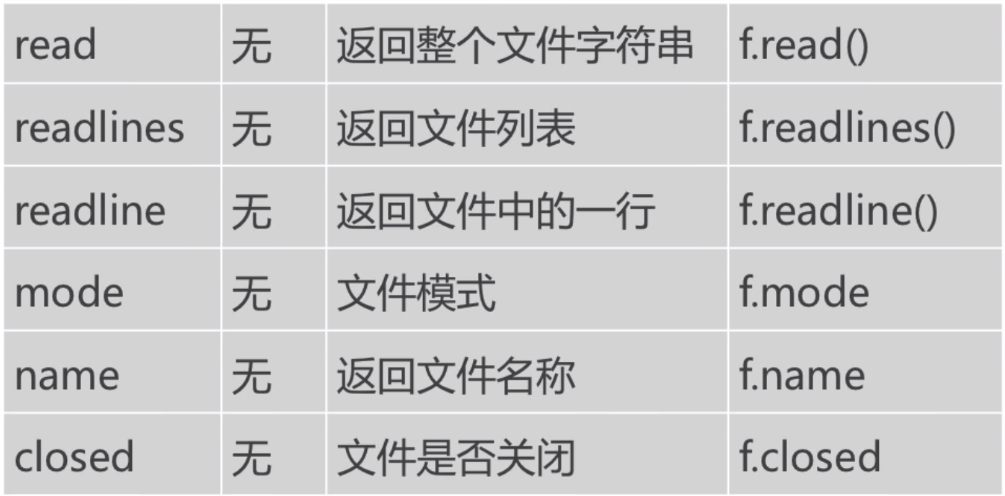 read 无 返回整个文件字符串 f.read()
readlines 无 返回文件列表 f.readlines()
readline 无 返回文件中的一行 f.readline()
mode 无 文件模式 f.mode
name 无 返回文件名称 f.name
closed 无 文件是否关闭 f.closed